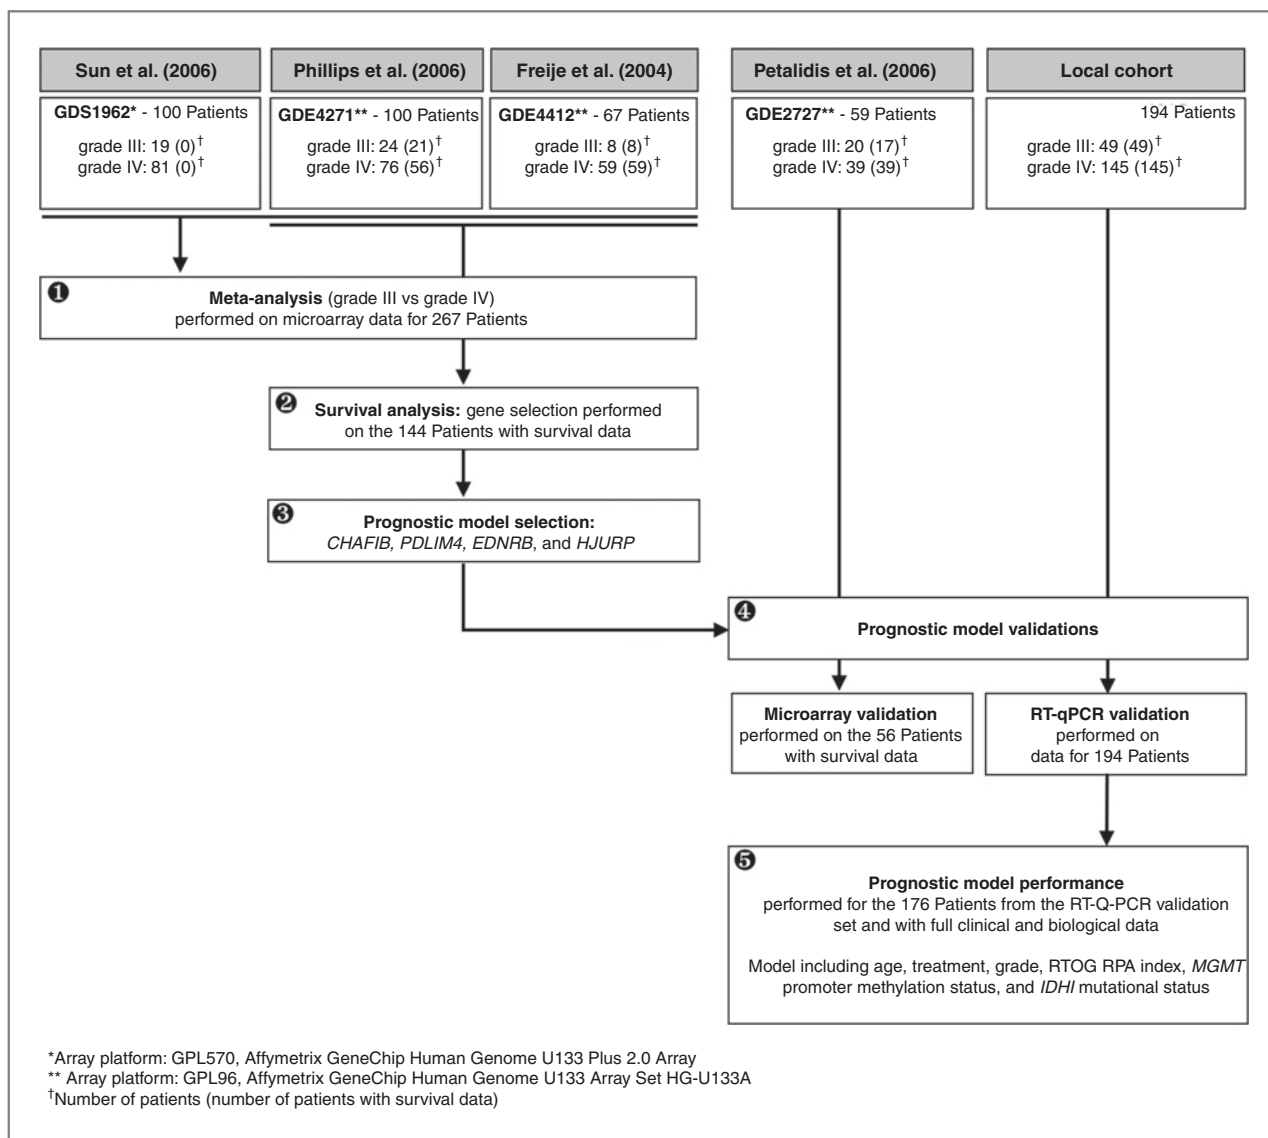 Sun et al. (2006)
Phillips et al. (2006)
Freije et al. (2004)
Petalidis et al. 2006)
Local cohort
GDS1962* - 100 Patients
grade III: 19 (0)†
grade IV: 81 (0)†
GDE4271** - 100 Patients
grade III: 24 (21)†
grade IV: 76 (56)†
GDE4412** - 67 Patients
grade III: 8 (8)†
grade IV: 59 (59)†
GDE2727** - 59 Patients
grade III: 20 (17)†
grade IV: 39 (39)†
194 Patients
grade III: 49 (49)†
grade IV: 145 (145)†
❶
Meta-analysis (grade III vs grade IV)
performed on microarray data for 267 Patients
❷
Survival analysis: gene selection performed
on the 144 Patients with survival data
❸
Prognostic model selection:
CHAFIB, PDLIM4, EDNRB, and HJURP
❹
Prognostic model validations
Microarray validation
performed on the 56 Patients
with survival data
RT-qPCR validation
performed on
data for 194 Patients
❺
Prognostic model performance
performed for the 176 Patients from the RT-Q-PCR validation
set and with full clinical and biological data
Model including age, treatment, grade, RTOG RPA index, MGMT
promoter methylation status, and IDHI mutational status
*Array platform: GPL570, Affymetrix GeneChip Human Genome U133 Plus 2.0 Array
** Array platform: GPL96, Affymetrix GeneChip Human Genome U133 Array Set HG-U133A
†Number of patients (number of patients with survival data)